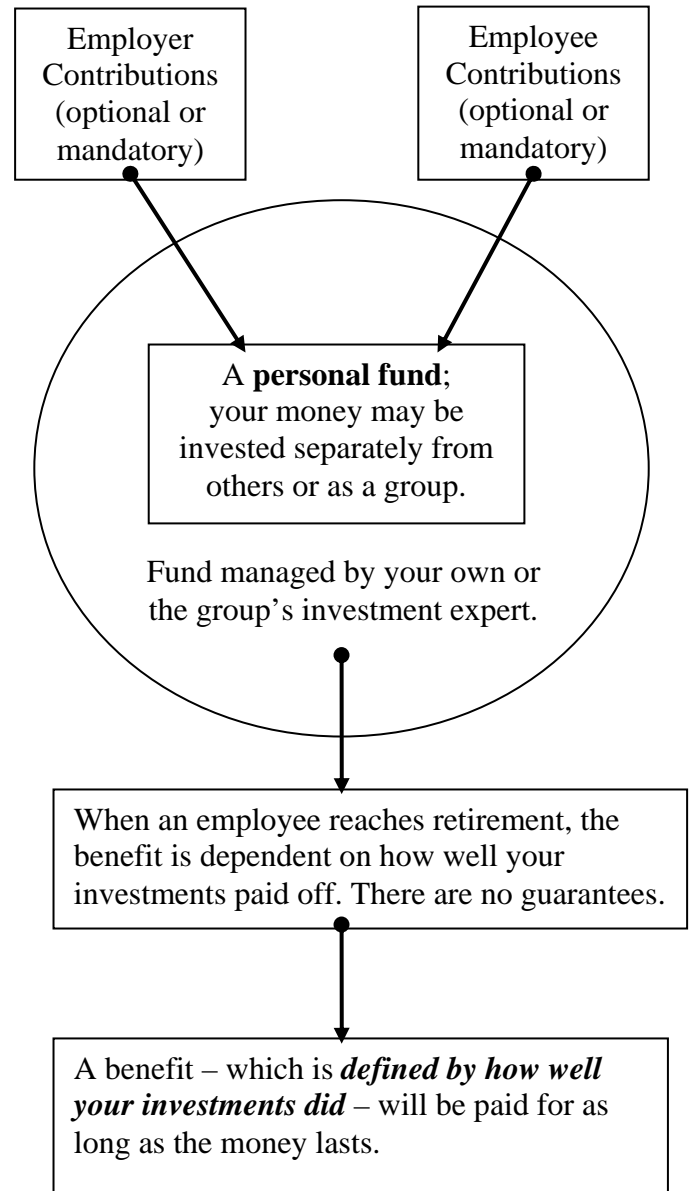 Employer
Contributions
(optional or
mandatory)
Employee
Contributions
(optional or
mandatory)
A personal fund;
your money may be
invested separately from
others or as a group.
Fund managed by your own or
the group’s investment expert.
When an employee reaches retirement, the
benefit is dependent on how well your
investments paid off. There are no guarantees.
A benefit – which is defined by how well
your investments did – will be paid for as
long as the money lasts.